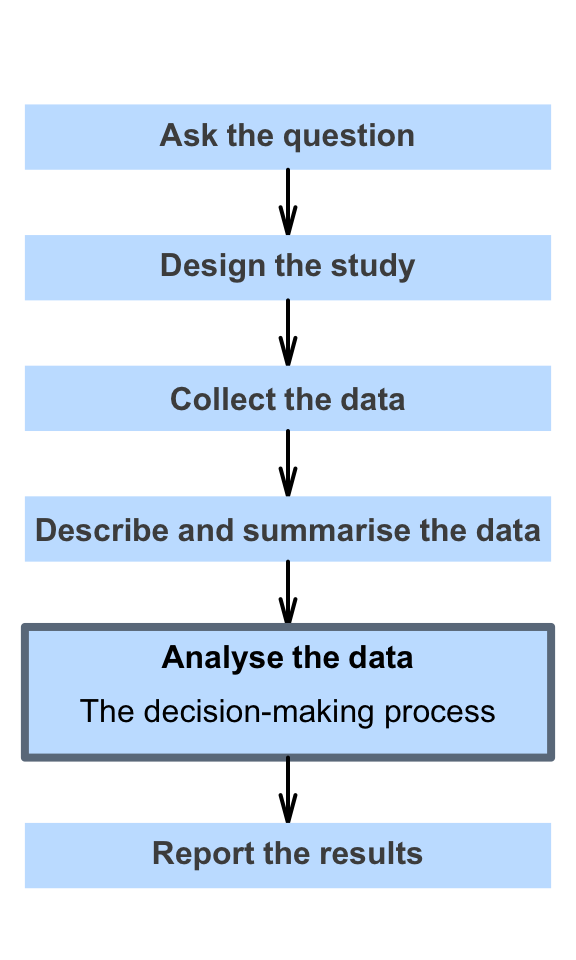 Ask the question
Design the study
Collect the data
Describe and summarise the data
Analyse the data
The decision-making process
Report the results